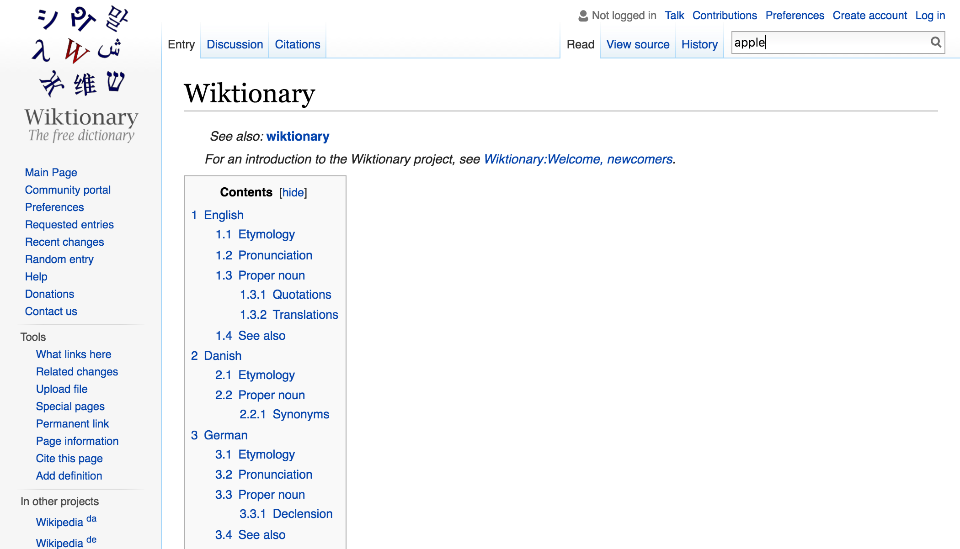 シ
ウィ
말
λ
W
ش
维
ש
Wiktionary
The free dictionary
Not logged in Talk Contributions Preferences Create account Log in
Entry Discussion Citations Read View source History apple
Main Page
Community portal
Preferences
Requested entries
Recent changes
Random entry
Help
Donations
Contact us
Tools
What links here
Related changes
Upload file
Special pages
Permanent link
Page information
Cite this page
Add definition
In other projects
Wikipedia da
Wikipedia de
Wiktionary
See also: wiktionary
For an introduction to the Wiktionary project, see Wiktionary:Welcome, newcomers.
Contents [hide]
1 English
1.1 Etymology
1.2 Pronunciation
1.3 Proper noun
1.3.1 Quotations
1.3.2 Translations
1.4 See also
2 Danish
2.1 Etymology
2.2 Proper noun
2.2.1 Synonyms
3 German
3.1 Etymology
3.2 Pronunciation
3.3 Proper noun
3.3.1 Declension
3.4 See also